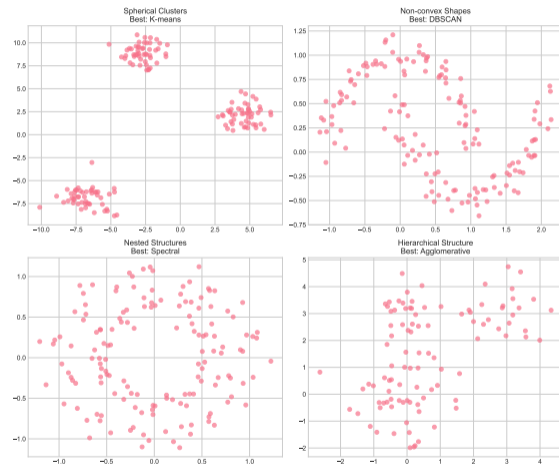 Spherical Clusters
Best: K-means
10.0
7.5
5.0
2.5
0.0
−2.5
−5.0
−7.5
−10.0 −7.5 −5.0 −2.5 0.0 2.5 5.0
Non-convex Shapes
Best: DBSCAN
1.25
1.00
0.75
0.50
0.25
0.00
−0.25
−0.50
−0.75
−1.0 −0.5 0.0 0.5 1.0 1.5 2.0
Nested Structures
Best: Spectral
1.0
0.5
0.0
−0.5
−1.0
−1.0 −0.5 0.0 0.5 1.0
Hierarchical Structure
Best: Agglomerative
5
4
3
2
1
0
−1
−2
−2 −1 0 1 2 3 4